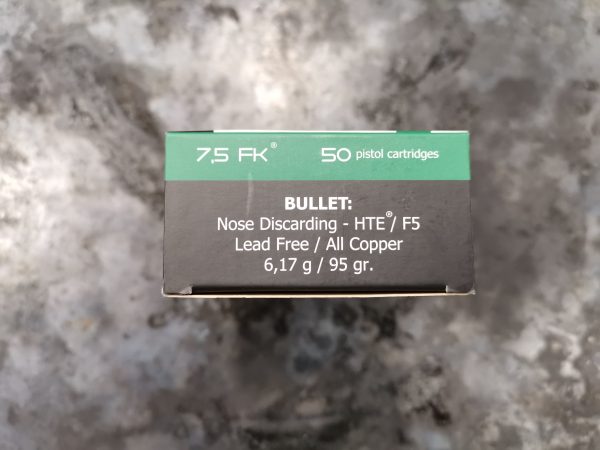 7,5 FK® 50 pistol cartridges
BULLET:
Nose Discarding - HTE®/ F5
Lead Free / All Copper
6,17 g / 95 gr.